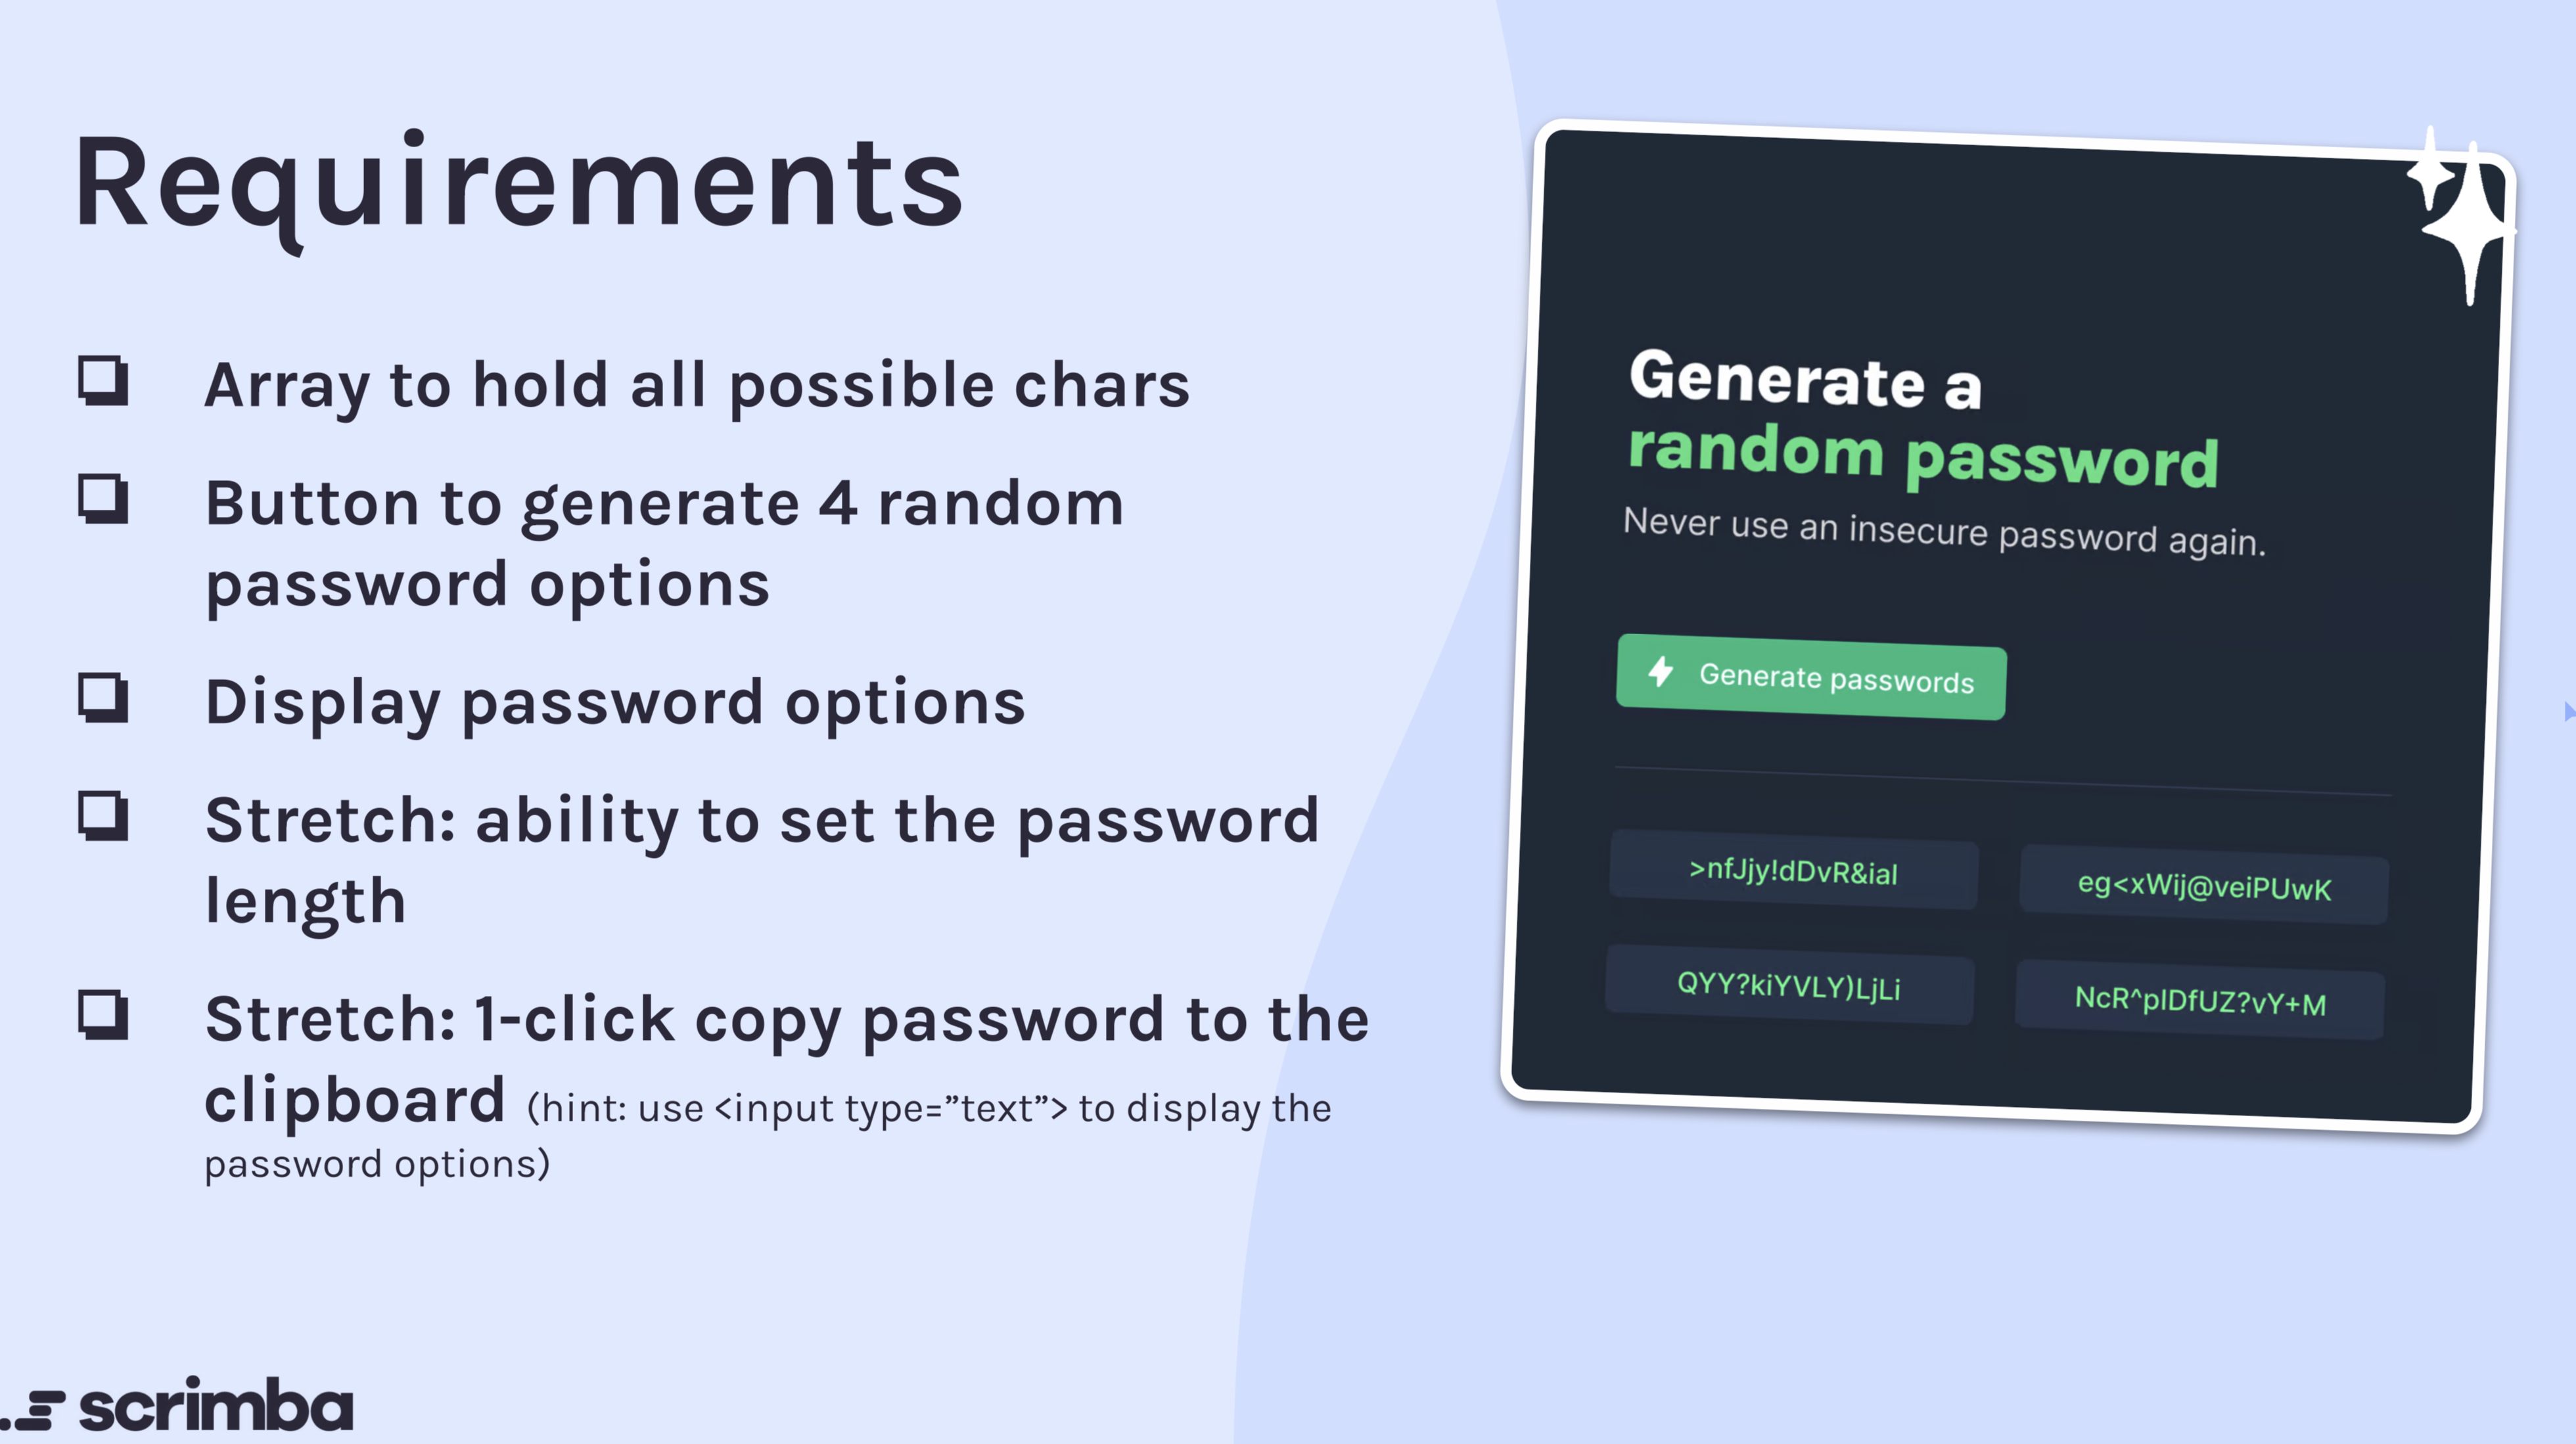 Requirements
Array to hold all possible chars
Button to generate 4 random
password options
Display password options
Stretch: ability to set the password
length
Stretch: 1-click copy password to the
clipboard (hint: use <input type=”text”> to display the
password options)
scrimba
Generate a
random password
Never use an insecure password again.
Generate passwords
>nfJjy!dDvR&ial
eg<xWij@veiPUwK
QYY?kiYVLY)LjLi
NcR^plDfUZ?vY+M